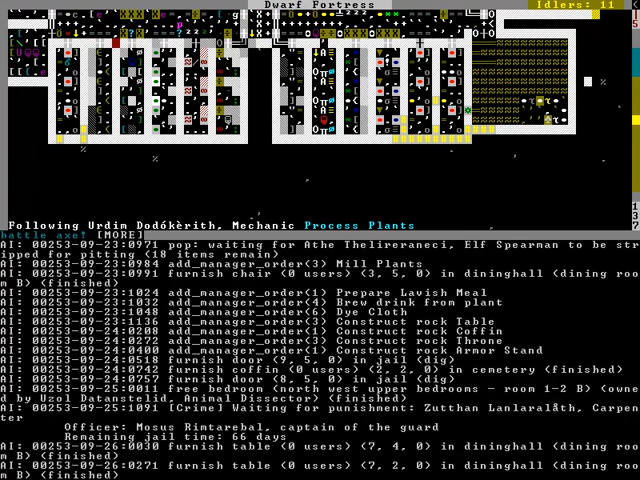 Dwarf Fortress
Idlers: 11
Following Urdim Dodókèrith, Mechanic Process Plants
battle axe! [MORE]
AI: 00253-09-23:0971 pop: waiting for Athe Thelireraneci, Elf Spearman to be str
ipped for pitting (18 items remain)
AI: 00253-09-23:0984 add_manager_order(3) Mill Plants
AI: 00253-09-23:0991 furnish chair (0 users) (3, 5, 0) in dininghall (dining roo
m B) (finished)
AI: 00253-09-23:1024 add_manager_order(1) Prepare Lavish Meal
AI: 00253-09-23:1032 add_manager_order(4) Brew drink from plant
AI: 00253-09-23:1048 add_manager_order(6) Dye Cloth
AI: 00253-09-23:1136 add_manager_order(3) Construct rock Table
AI: 00253-09-24:0208 add_manager_order(1) Construct rock Coffin
AI: 00253-09-24:0272 add_manager_order(3) Construct rock Throne
AI: 00253-09-24:0400 add_manager_order(1) Construct rock Armor Stand
AI: 00253-09-24:0518 furnish door (9, 5, 0) in jail (dig)
AI: 00253-09-24:0742 furnish coffin (0 users) (2, 2, 0) in cemetery (finished)
AI: 00253-09-24:0757 furnish door (8, 5, 0) in jail (dig)
AI: 00253-09-25:0011 free bedroom (north west upper bedrooms - room 1-2 B) (owne
d by Uzol Datanstelid, Animal Dissector) (finished)
AI: 00253-09-25:1091 [Crime] Waiting for punishment: Zutthan Lanlaralåth, Carpen
ter
Officer: Mosus Rimtarebal, captain of the guard
Remaining jail time: 66 days
AI: 00253-09-26:0030 furnish table (0 users) (7, 4, 0) in dininghall (dining roo
m B) (finished)
AI: 00253-09-26:0271 furnish table (0 users) (7, 2, 0) in dininghall (dining roo
m B) (finished)